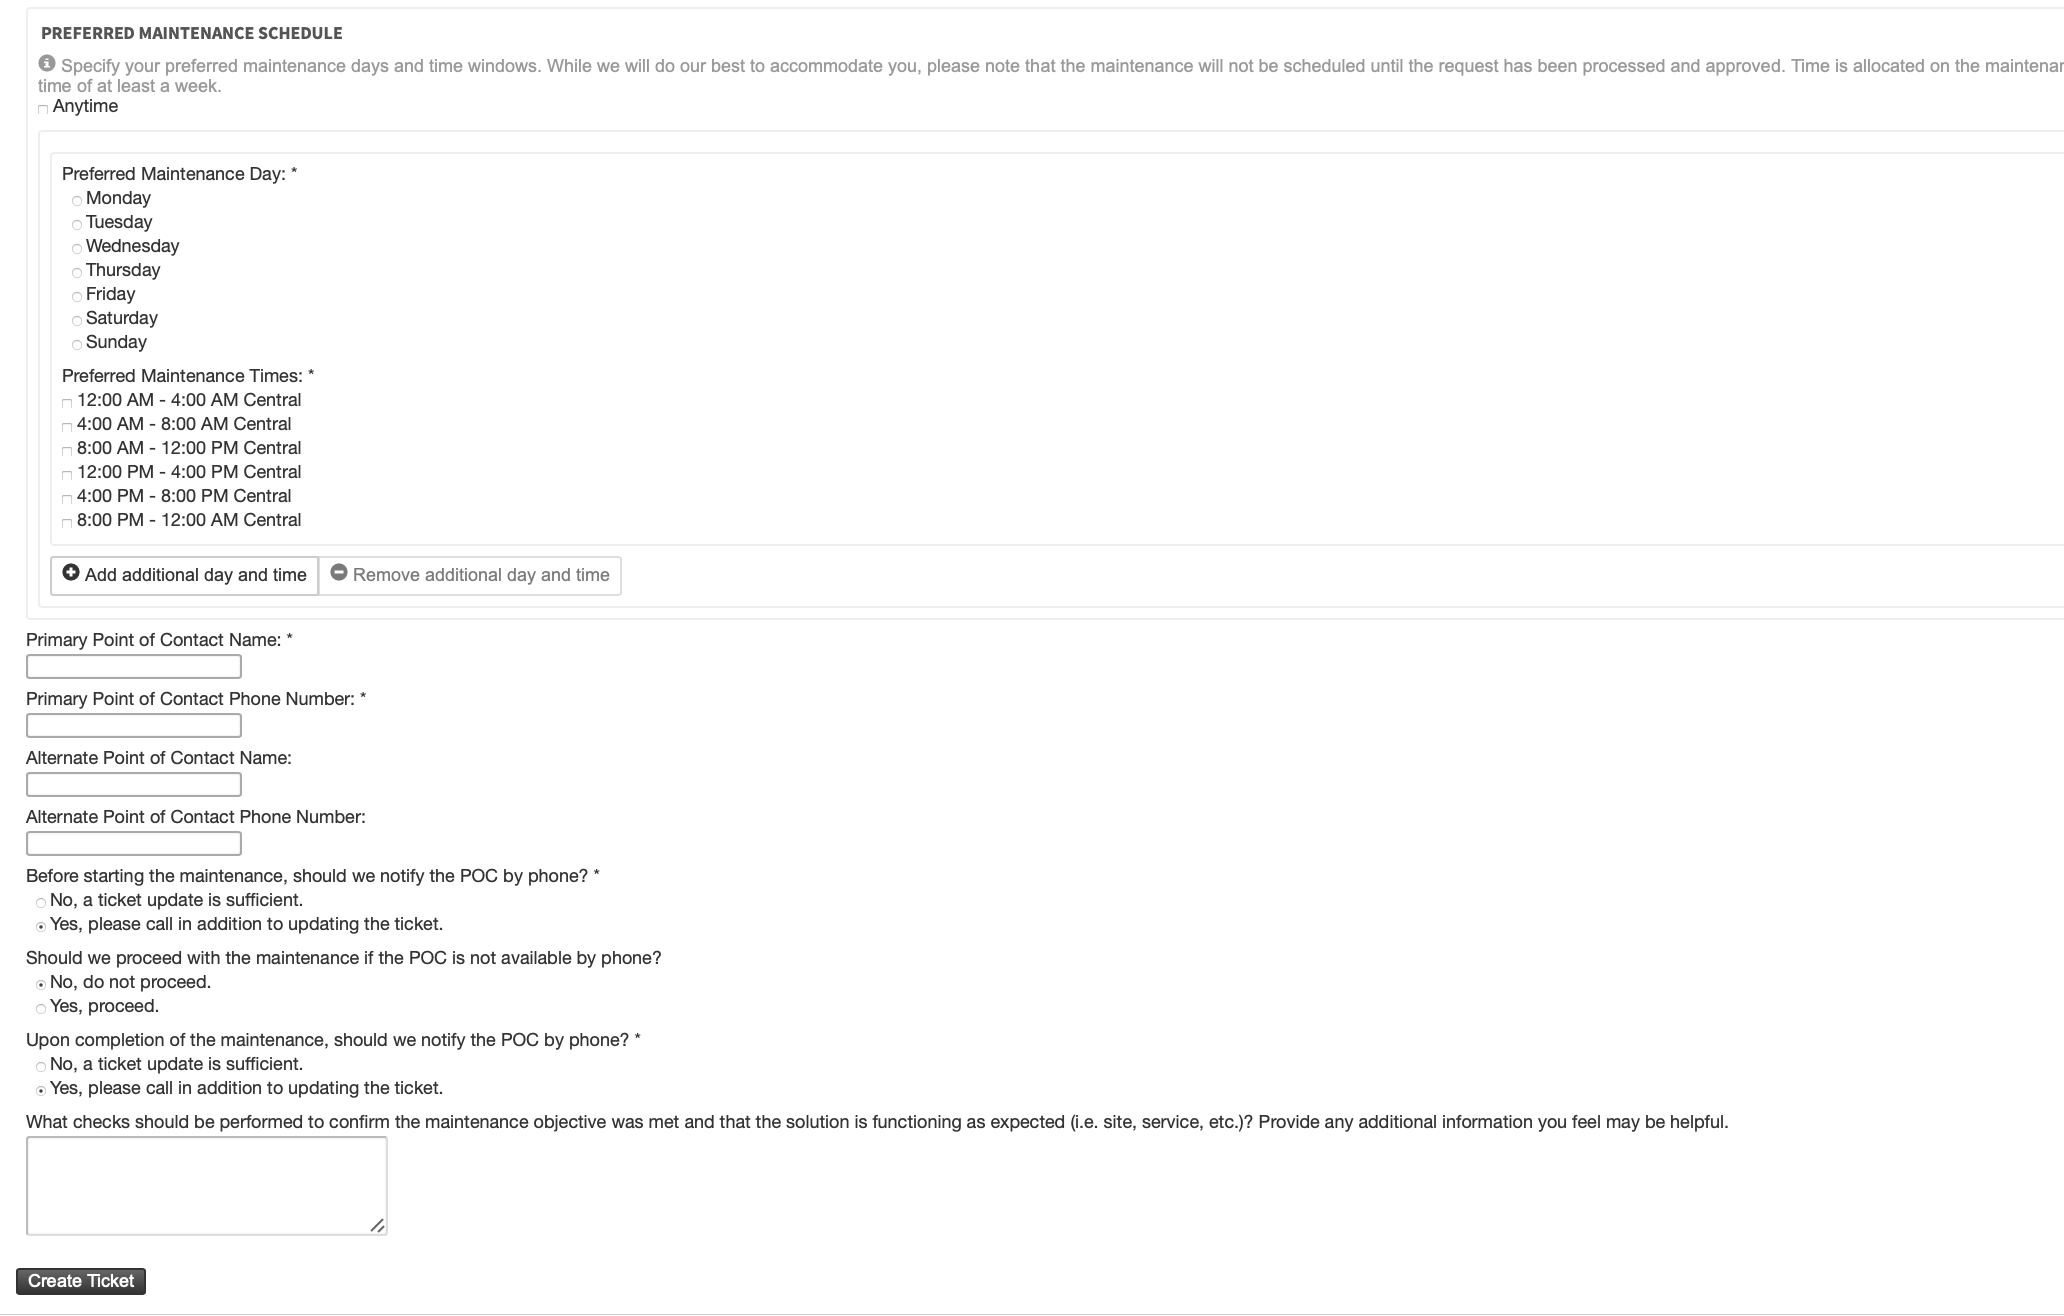 PREFERRED MAINTENANCE SCHEDULE
Specify your preferred maintenance days and time windows. While we will do our best to accommodate you, please note that the maintenance will not be scheduled until the request has been processed and approved. Time is allocated on the
time of at least a week.
Anytime
Preferred Maintenance Day: *
Monday
Tuesday
Wednesday
Thursday
Friday
Saturday
Sunday
Preferred Maintenance Times: *
12:00 AM - 4:00 AM Central
4:00 AM - 8:00 AM Central
8:00 AM - 12:00 PM Central
12:00 PM - 4:00 PM Central
4:00 PM - 8:00 PM Central
8:00 PM - 12:00 AM Central
Add additional day and time Remove additional day and time
Primary Point of Contact Name: *
Primary Point of Contact Phone Number: *
Alternate Point of Contact Name:
Alternate Point of Contact Phone Number:
Before starting the maintenance, should we notify the POC by phone? *
No, a ticket update is sufficient.
Yes, please call in addition to updating the ticket.
Should we proceed with the maintenance if the POC is not available by phone?
No, do not proceed.
Yes, proceed.
Upon completion of the maintenance, should we notify the POC by phone? *
No, a ticket update is sufficient.
Yes, please call in addition to updating the ticket.
What checks should be performed to confirm the maintenance objective was met and that the solution is functioning as expected (i.e. site, service, etc.)? Provide any additional information you feel may be helpful.
Create Ticket